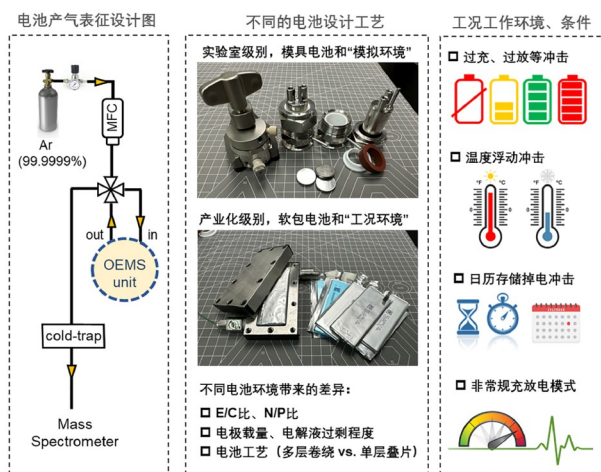 电池产气表征设计图
Ar
(99.9999%)
MFC
out
in
OEMS
unit
cold-trap
Mass
Spectrometer
不同的电池设计工艺
实验室级别，模具电池和“模拟环境”
产业化级别，软包电池和“工况环境”
不同电池环境带来的差异：
E/C比、N/P比
电极载量、电解液过剩程度
电池工艺（多层卷绕 vs. 单层叠片）
工况工作环境、条件
过充、过放等冲击
温度浮动冲击
°F °C
°F °C
日历存储掉电冲击
非常规充放电模式